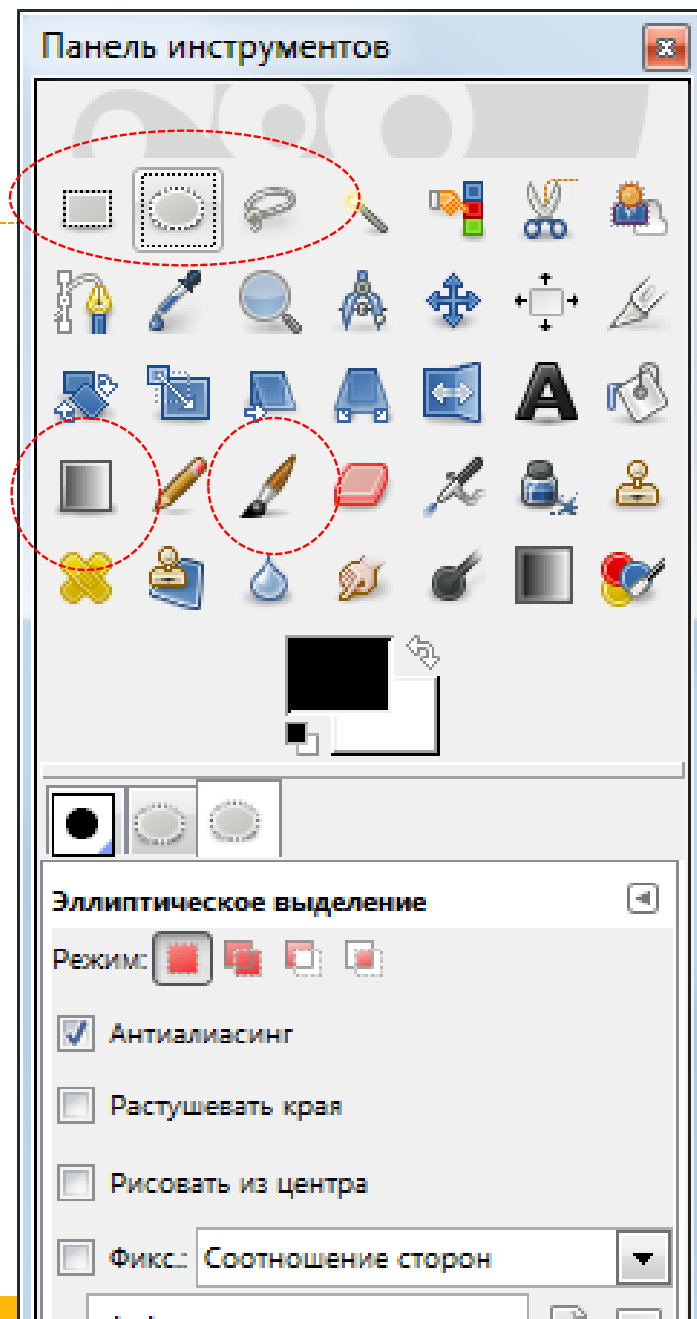 Панель инструментов
Эллиптическое выделение
Режим:
Антиалиасинг
Растушевать края
Рисовать из центра
Фикс.: Соотношение сторон